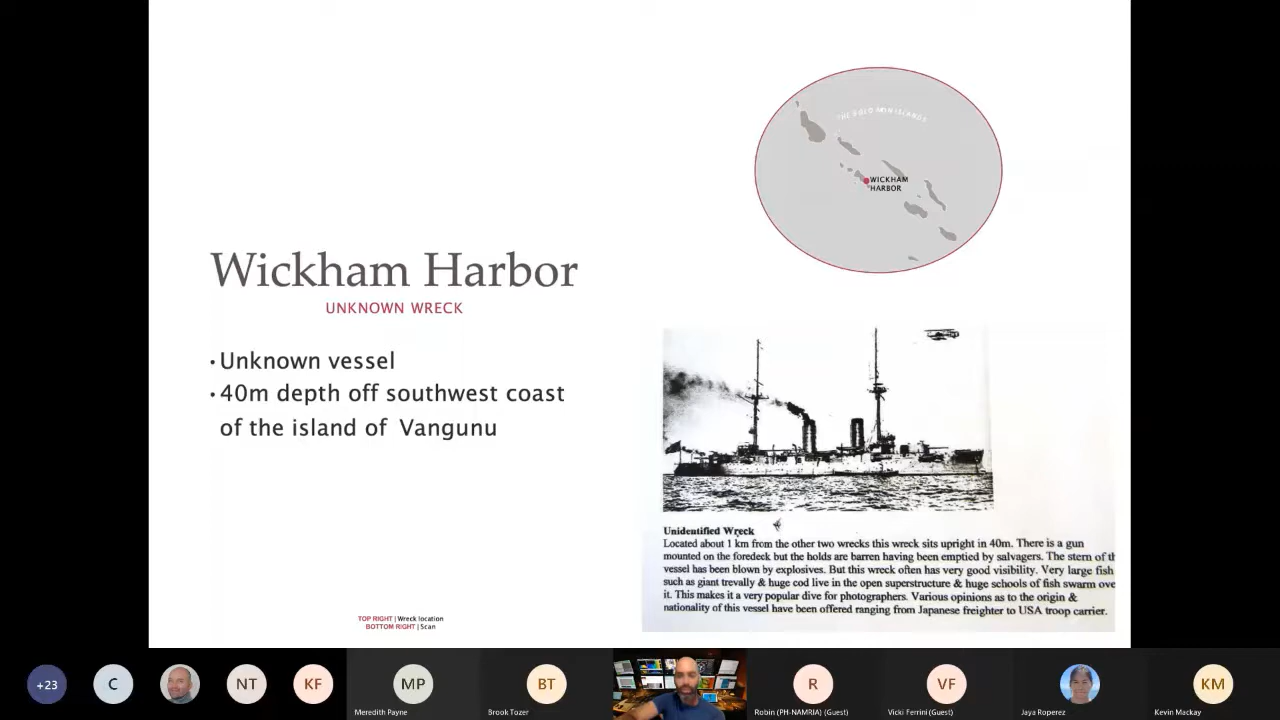 THE SOLOMON ISLANDS
WICKHAM
HARBOR
Wickham Harbor
UNKNOWN WRECK
•Unknown vessel
•40m depth off southwest coast
of the island of Vangunu
Unidentified Wreck
Located about 1 km from the other two wrecks this wreck sits upright in 40m. There is a gun
mounted on the foredeck but the holds are barren having been emptied by salvagers. The stern of th
vessel has been blown by explosives. But this wreck often has very good visibility. Very large fish
such as giant trevally & huge cod live in the open superstructure & huge schools of fish swarm ove
it. This makes it a very popular dive for photographers. Various opinions as to the origin &
nationality of this vessel have been offered ranging from Japanese freighter to USA troop carrier.
TOP RIGHT | Wreck location
BOTTOM RIGHT | Scan
+23
C
NT
KF
MP
Meredith Payne
BT
Brook Tozer
R
Robin (PH-NAMRIA) (Guest)
VF
Vicki Ferrini (Guest)
Jaya Roperez
KM
Kevin Mackay